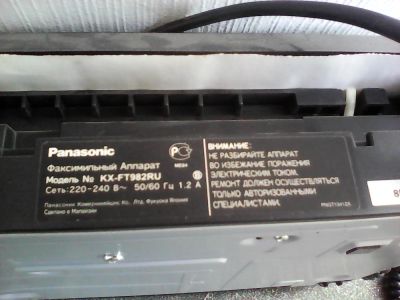 Panasonic
Факсимильный Аппарат
Модель № KX-FT982RU
Сеть: 220-240 В~ 50/60 Гц 1.2 А
Сделано в Малайзии
ME64
ВНИМАНИЕ:
НЕ РАЗБИРАЙТЕ АППАРАТ
ВО ИЗБЕЖАНИЕ ПОРАЖЕНИЯ
ЭЛЕКТРИЧЕСКИМ ТОКОМ.
РЕМОНТ ДОЛЖЕН ОСУЩЕСТВЛЯТЬСЯ
ТОЛЬКО АВТОРИЗОВАННЫМИ
СПЕЦИАЛИСТАМИ.